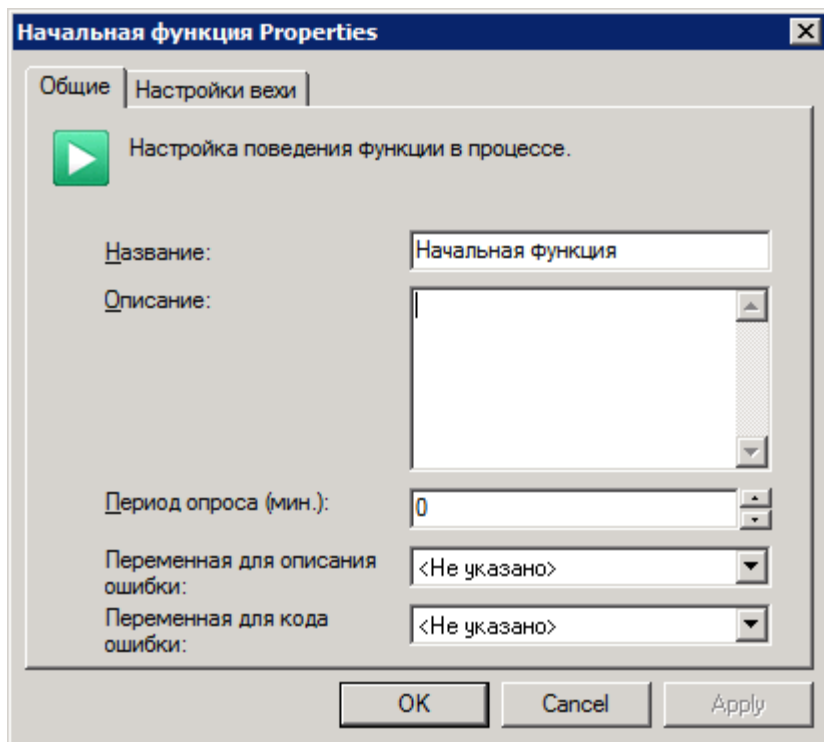 Начальная функция Properties
Общие
Настройки вехи
Настройка поведения функции в процессе.
Название:
Начальная функция
Описание:
Период опроса (мин.):
0
Переменная для описания
ошибки:
<Не указано>
Переменная для кода
ошибки:
<Не указано>
OK
Cancel
Apply